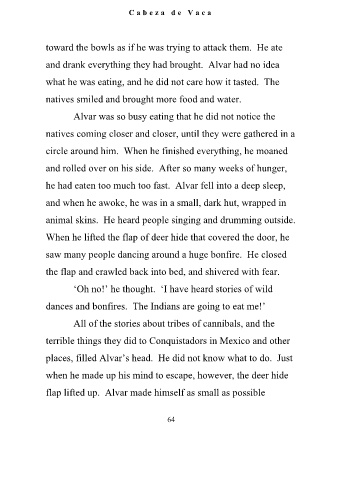 Cabeza de Vaca
toward the bowls as if he was trying to attack them. He ate
and drank everything they had brought. Alvar had no idea
what he was eating, and he did not care how it tasted. The
natives smiled and brought more food and water.
Alvar was so busy eating that he did not notice the
natives coming closer and closer, until they were gathered in a
circle around him. When he finished everything, he moaned
and rolled over on his side. After so many weeks of hunger,
he had eaten too much too fast. Alvar fell into a deep sleep,
and when he awoke, he was in a small, dark hut, wrapped in
animal skins. He heard people singing and drumming outside.
When he lifted the flap of deer hide that covered the door, he
saw many people dancing around a huge bonfire. He closed
the flap and crawled back into bed, and shivered with fear.
‘Oh no!’ he thought. ‘I have heard stories of wild
dances and bonfires. The Indians are going to eat me!’
All of the stories about tribes of cannibals, and the
terrible things they did to Conquistadors in Mexico and other
places, filled Alvar’s head. He did not know what to do. Just
when he made up his mind to escape, however, the deer hide
flap lifted up. Alvar made himself as small as possible
64